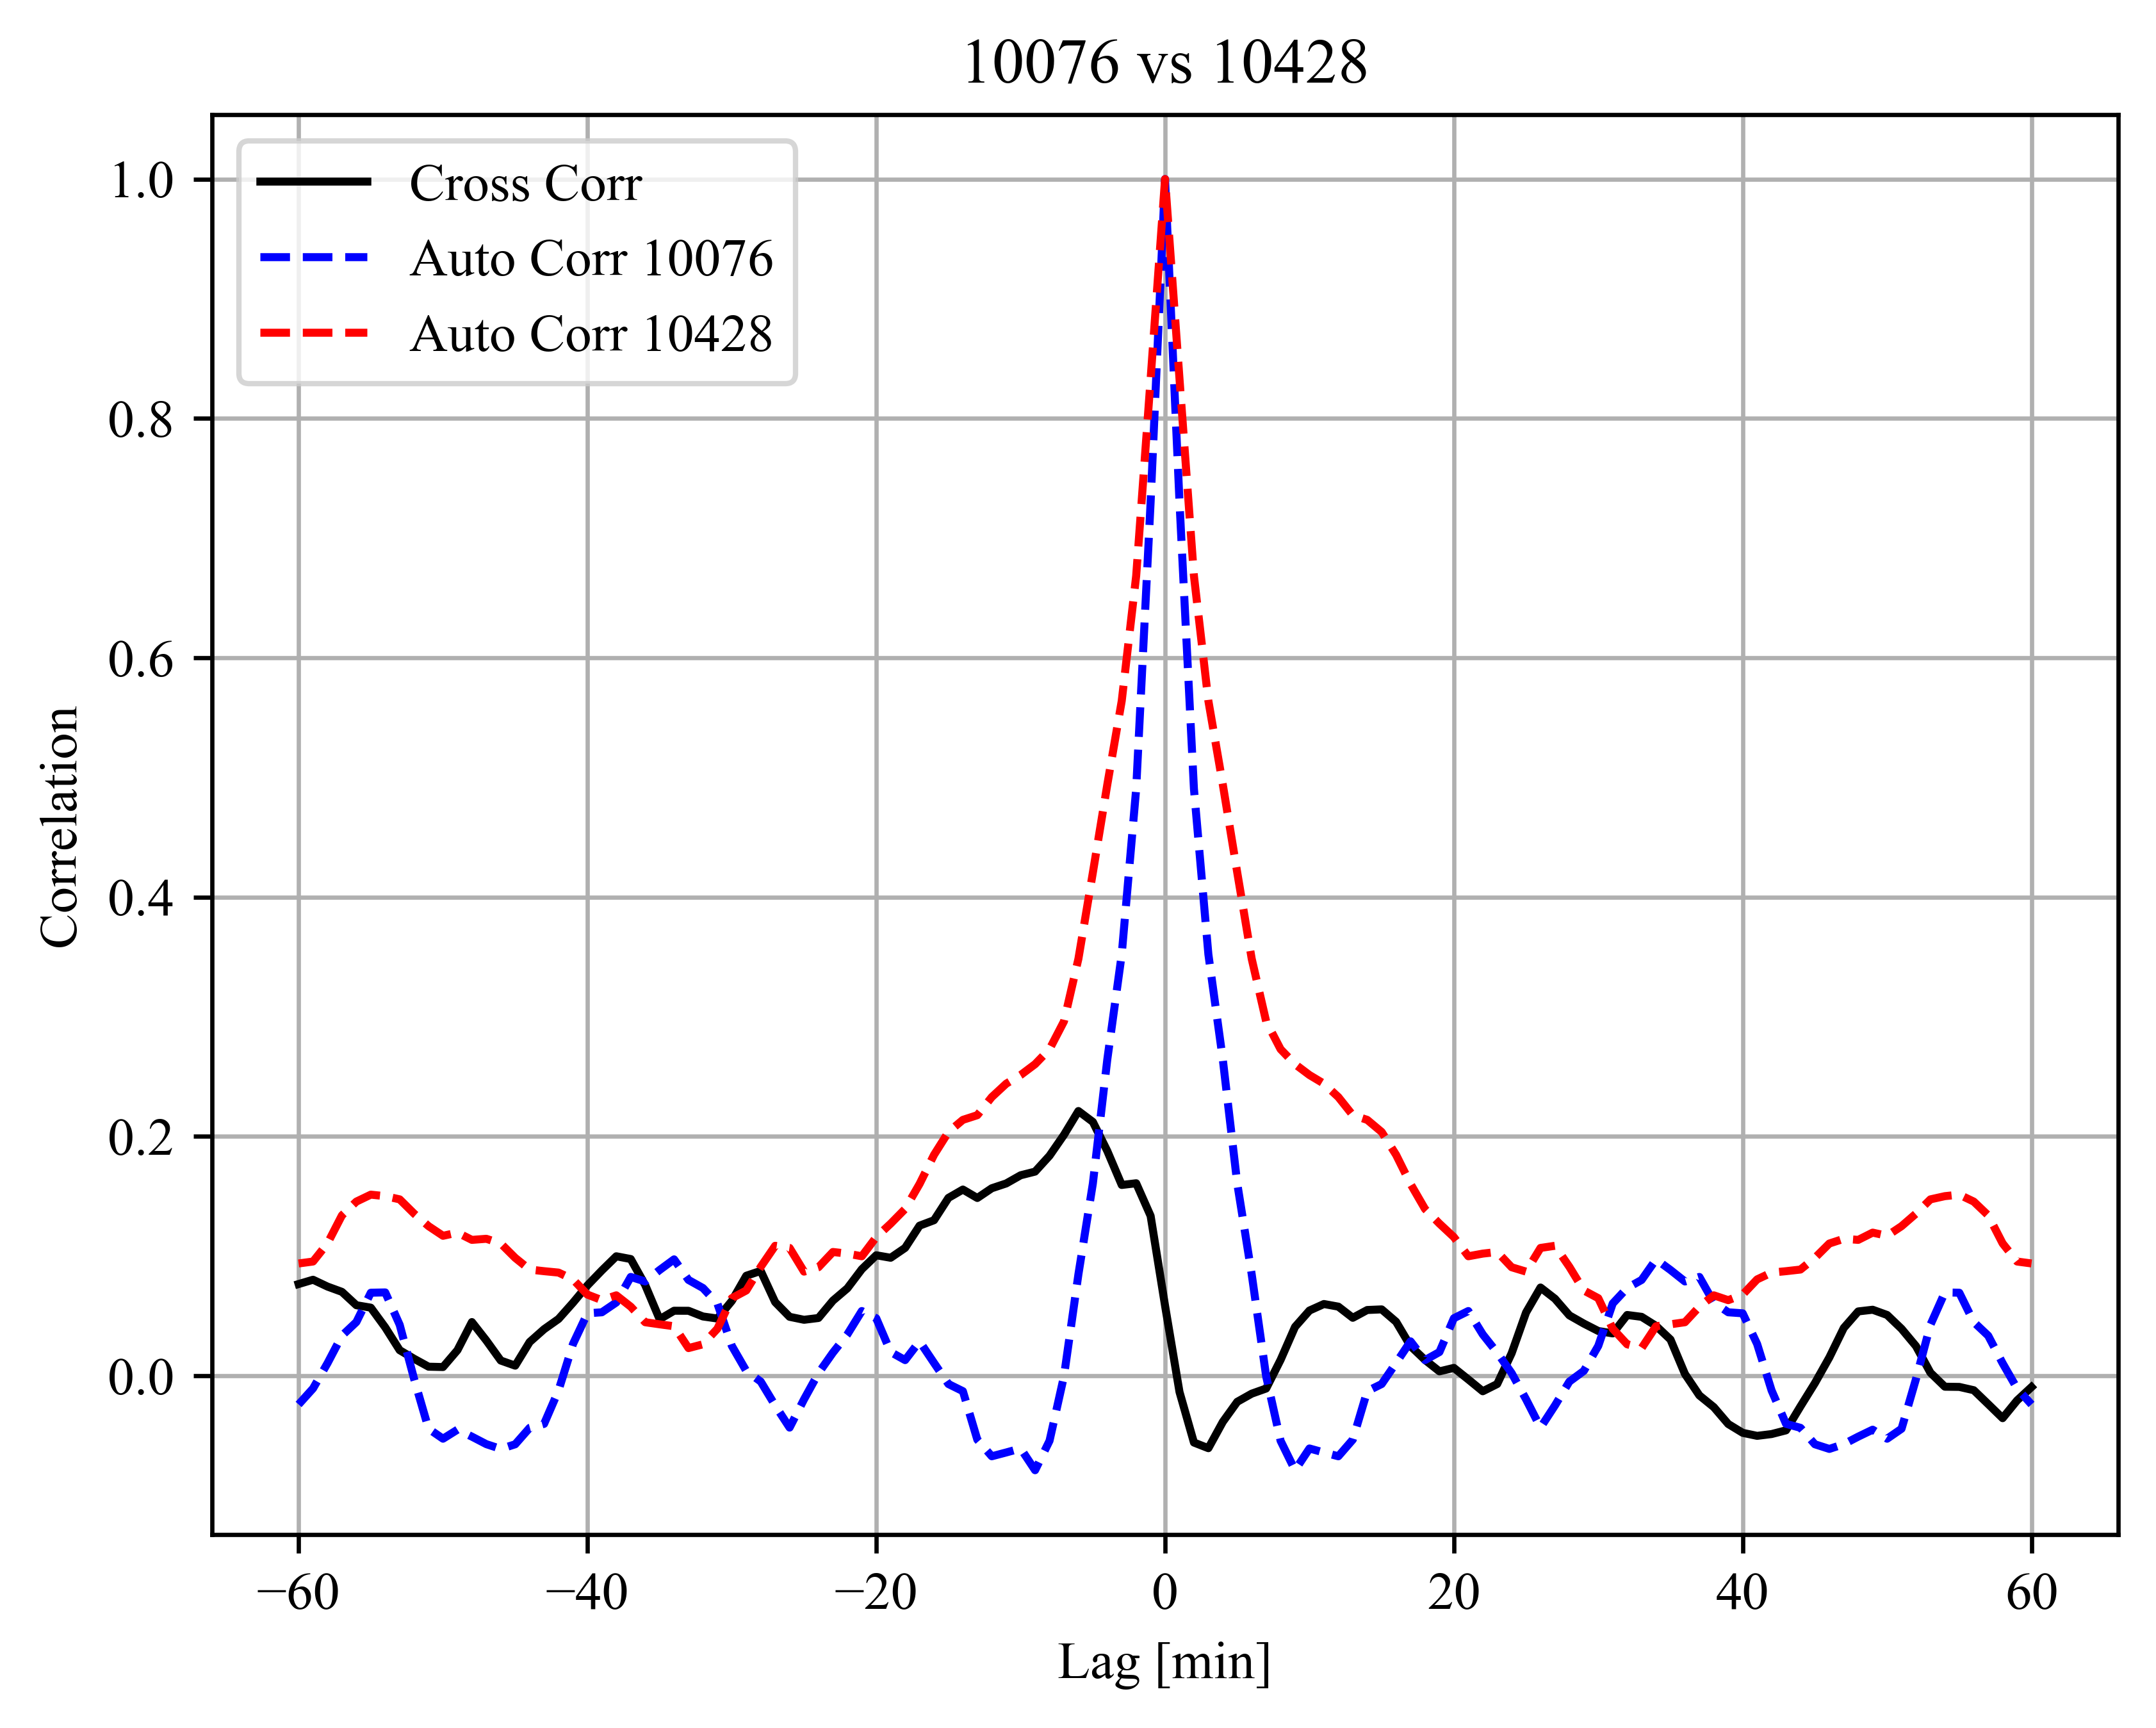 10076 vs 10428
Cross Corr
Auto Corr 10076
Auto Corr 10428
1.0
0.8
0.6
0.4
0.2
0.0
Correlation
−60
−40
−20
0
20
40
60
Lag [min]